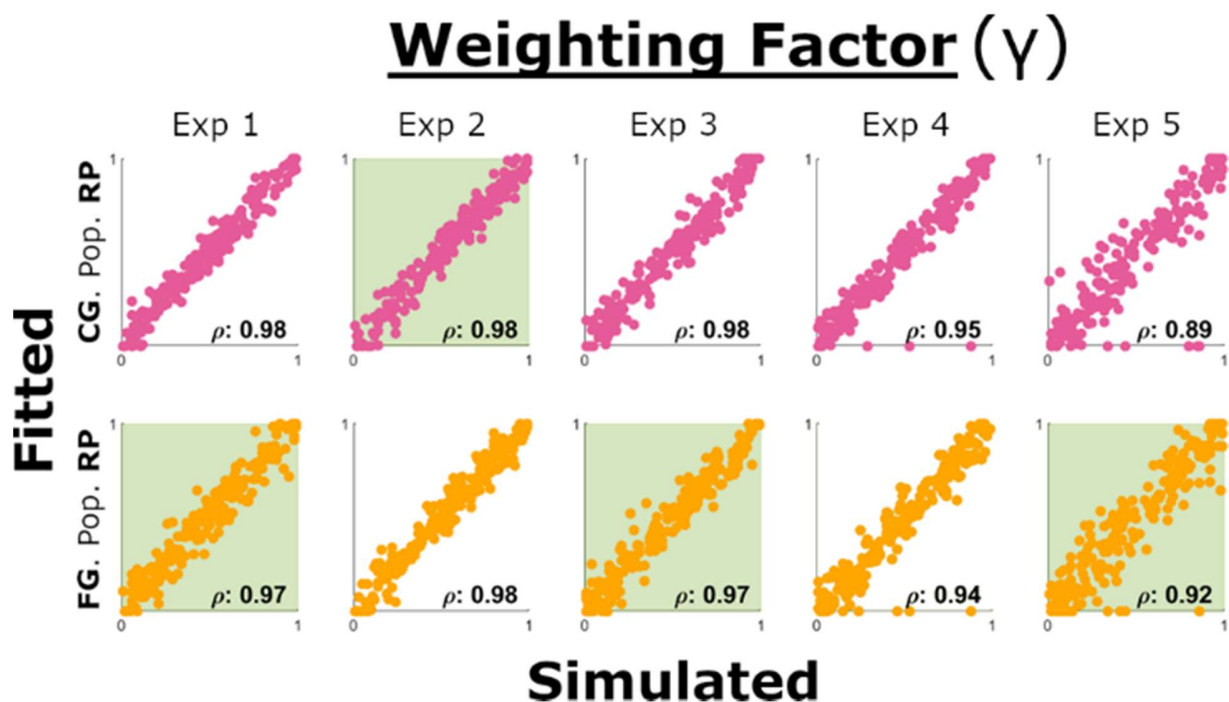 Weighting Factor (γ)
Exp 1 Exp 2 Exp 3 Exp 4 Exp 5
Fitted
CG. Pop. RP
1 1 1 1 1
ρ: 0.98 ρ: 0.98 ρ: 0.98 ρ: 0.95 ρ: 0.89
0 1 0 1 0 1 0 1 0 1
FG. Pop. RP
1 1 1 1 1
ρ: 0.97 ρ: 0.98 ρ: 0.97 ρ: 0.94 ρ: 0.92
0 1 0 1 0 1 0 1 0 1
Simulated